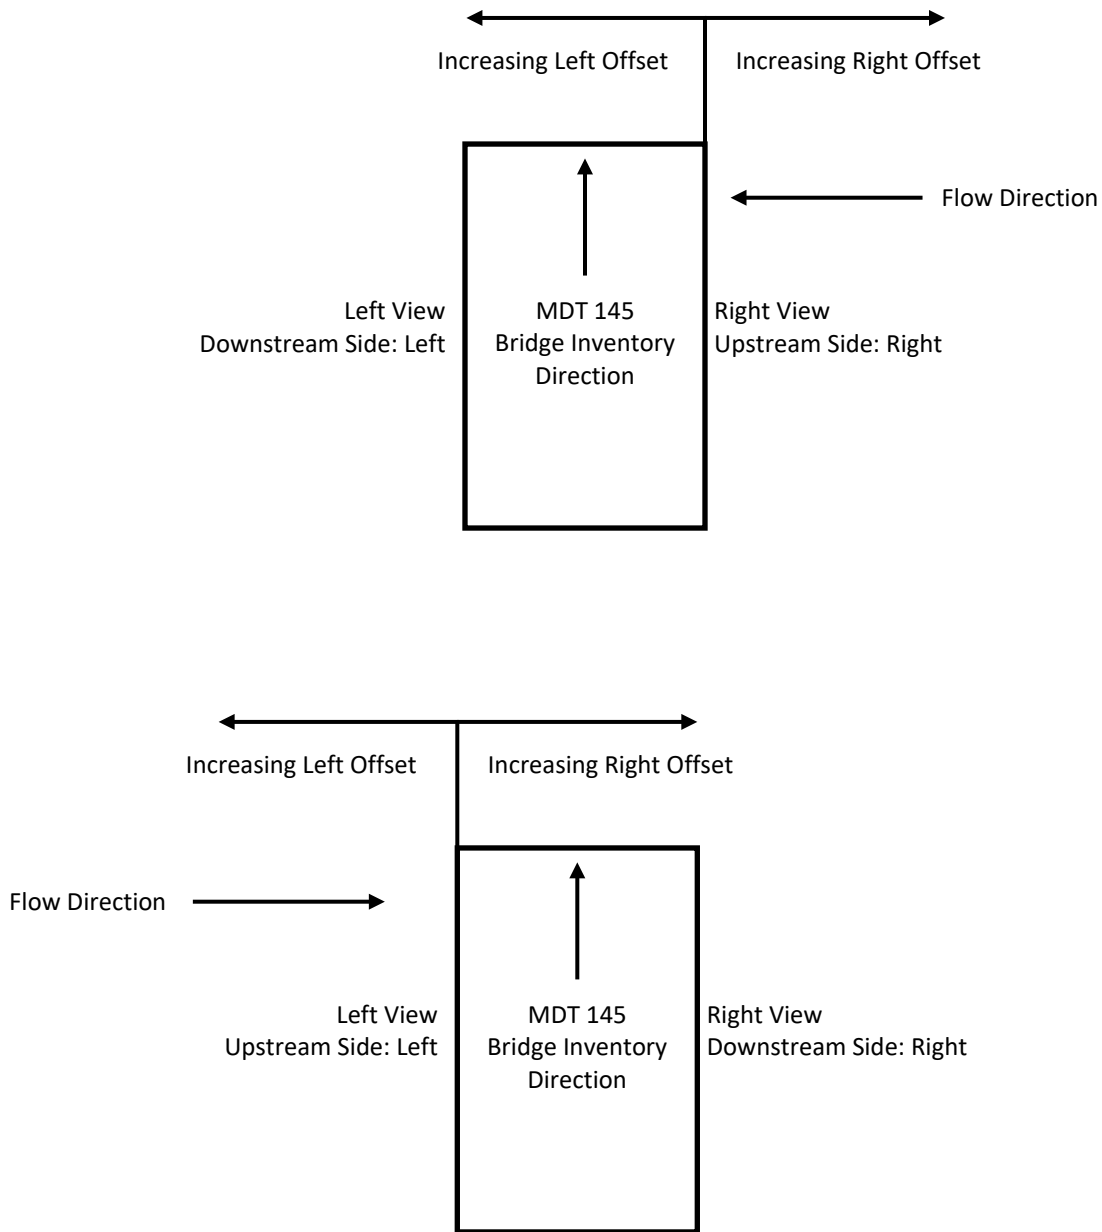 Increasing Left Offset
Increasing Right Offset
Flow Direction
Left View
Downstream Side: Left
MDT 145
Bridge Inventory
Direction
Right View
Upstream Side: Right
Increasing Left Offset
Increasing Right Offset
Flow Direction
Left View
Upstream Side: Left
MDT 145
Bridge Inventory
Direction
Right View
Downstream Side: Right